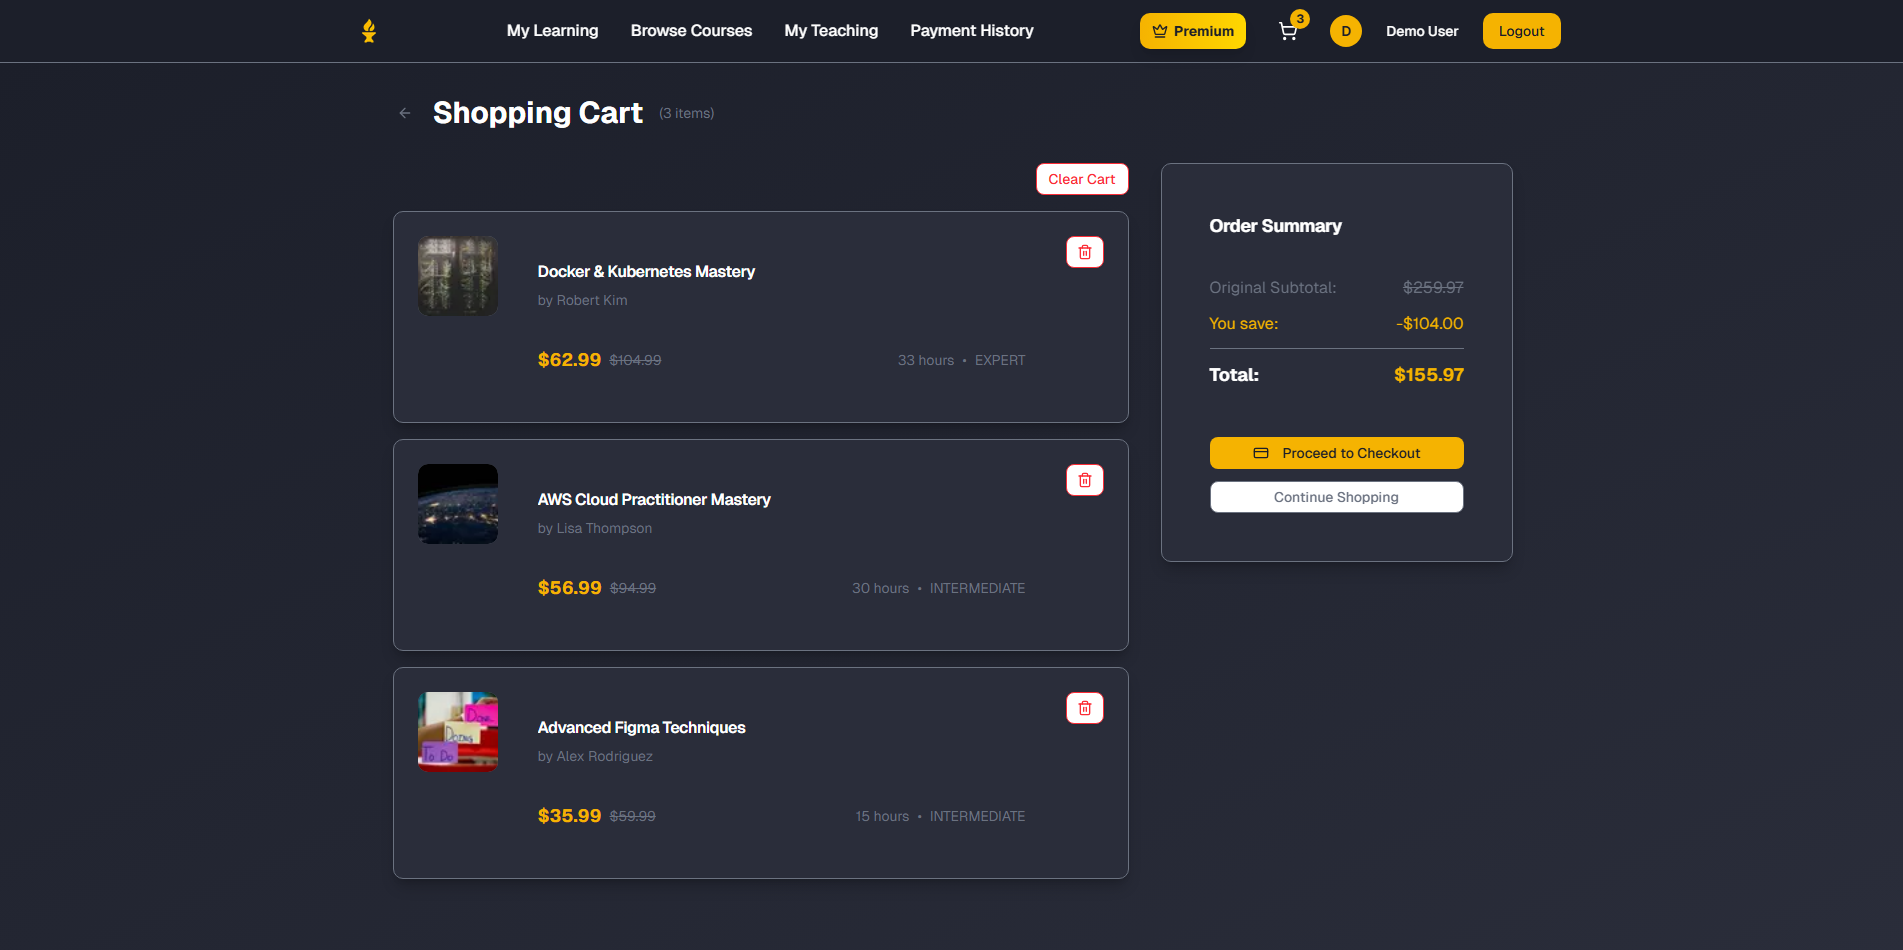 My Learning
Browse Courses
My Teaching
Payment History
Premium
3
D
Demo User
Logout
Shopping Cart
(3 items)
Clear Cart
Docker & Kubernetes Mastery
by Robert Kim
$62.99 $104.99
33 hours • EXPERT
AWS Cloud Practitioner Mastery
by Lisa Thompson
$56.99 $94.99
30 hours • INTERMEDIATE
Done
Doing
To Do
Advanced Figma Techniques
by Alex Rodriguez
$35.99 $59.99
15 hours • INTERMEDIATE
Order Summary
Original Subtotal: $259.97
You save: -$104.00
Total: $155.97
Proceed to Checkout
Continue Shopping